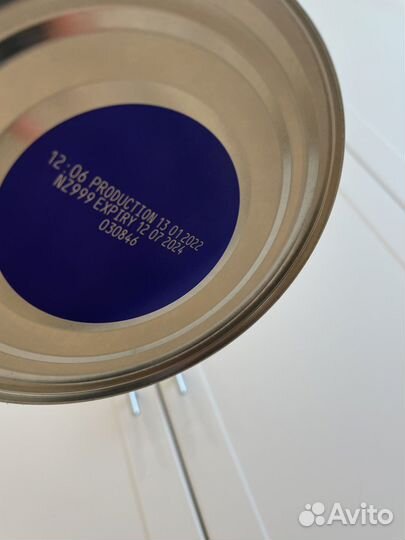 12:06 PRODUCTION 13 01 2022
NZ999 EXPIRY 12 07 2024
030846
Avito